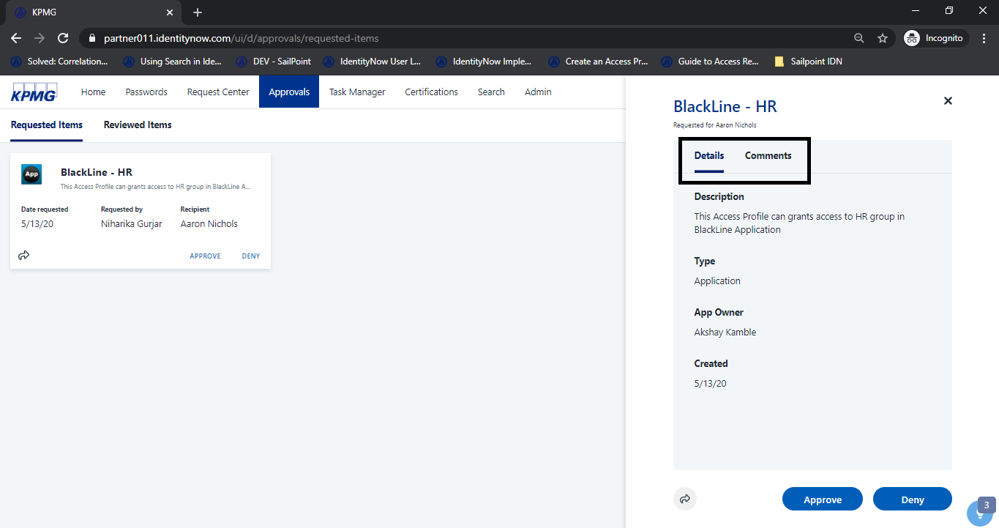 KPMG
partner011.identitynow.com/ui/d/approvals/requested-items
Incognito
Solved: Correlation...
Using Search in Ide...
DEV - SailPoint
IdentityNow User L...
IdentityNow Imple...
Create an Access Pr...
Guide to Access Re...
Sailpoint IDN
KPMG
Home
Passwords
Request Center
Approvals
Task Manager
Certifications
Search
Admin
Requested Items
Reviewed Items
App
BlackLine - HR
This Access Profile can grants access to HR group in BlackLine A...
Date requested
Requested by
Recipient
5/13/20
Niharika Gurjar
Aaron Nichols
APPROVE
DENY
BlackLine - HR
Requested for Aaron Nichols
Details
Comments
Description
This Access Profile can grants access to HR group in
BlackLine Application
Type
Application
App Owner
Akshay Kamble
Created
5/13/20
Approve
Deny
3